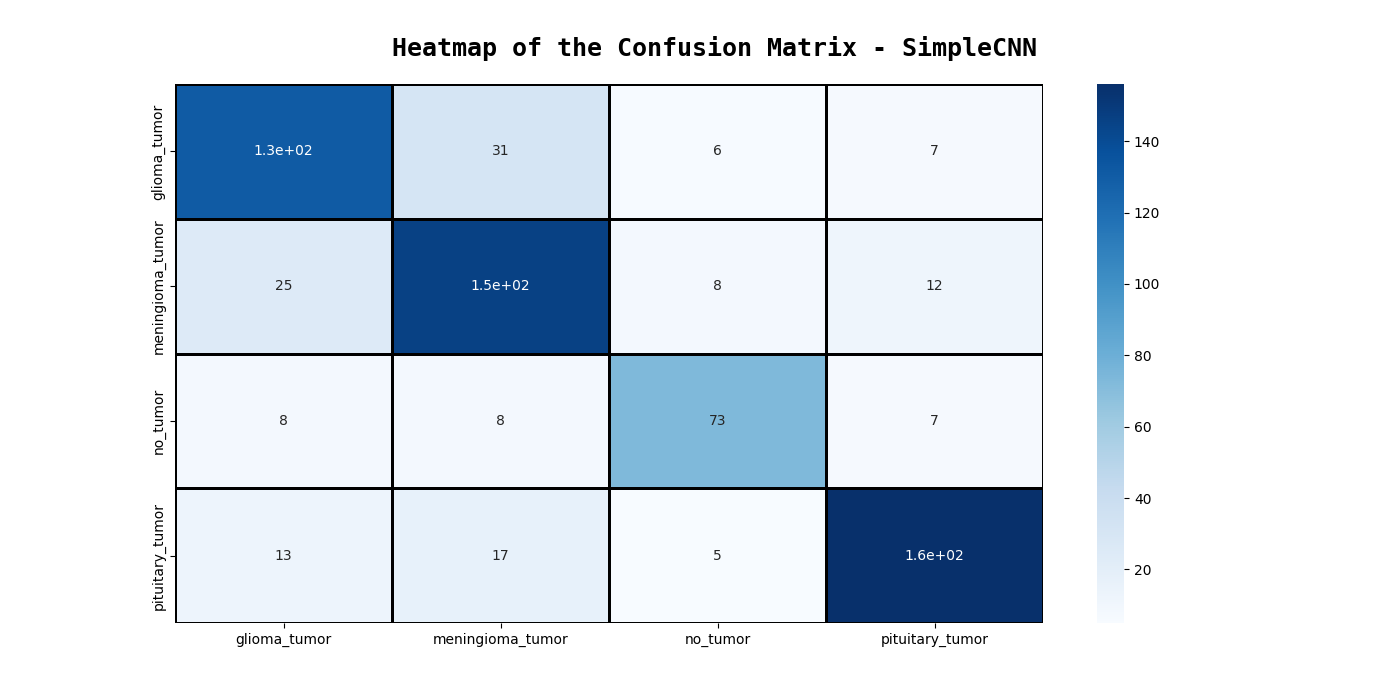 Heatmap of the Confusion Matrix - SimpleCNN
glioma_tumor
1.3e+02 31 6 7
meningioma_tumor
25 1.5e+02 8 12
no_tumor
8 8 73 7
pituitary_tumor
13 17 5 1.6e+02
glioma_tumor meningioma_tumor no_tumor pituitary_tumor
140
120
100
80
60
40
20